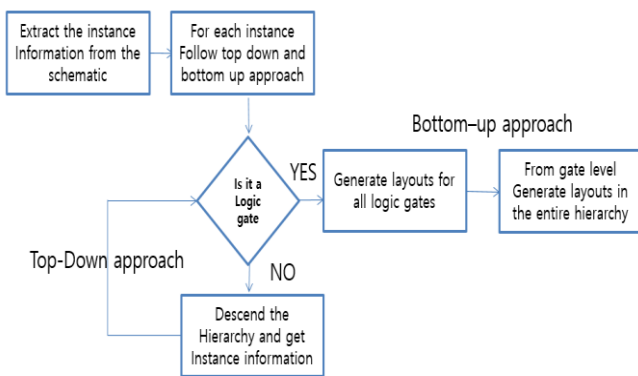 Extract the instance
Information from the
schematic
For each instance
Follow top down and
bottom up approach
Bottom–up approach
Is it a
Logic
gate
YES
Generate layouts for
all logic gates
From gate level
Generate layouts in
the entire hierarchy
Top-Down approach
NO
Descend the
Hierarchy and get
Instance information